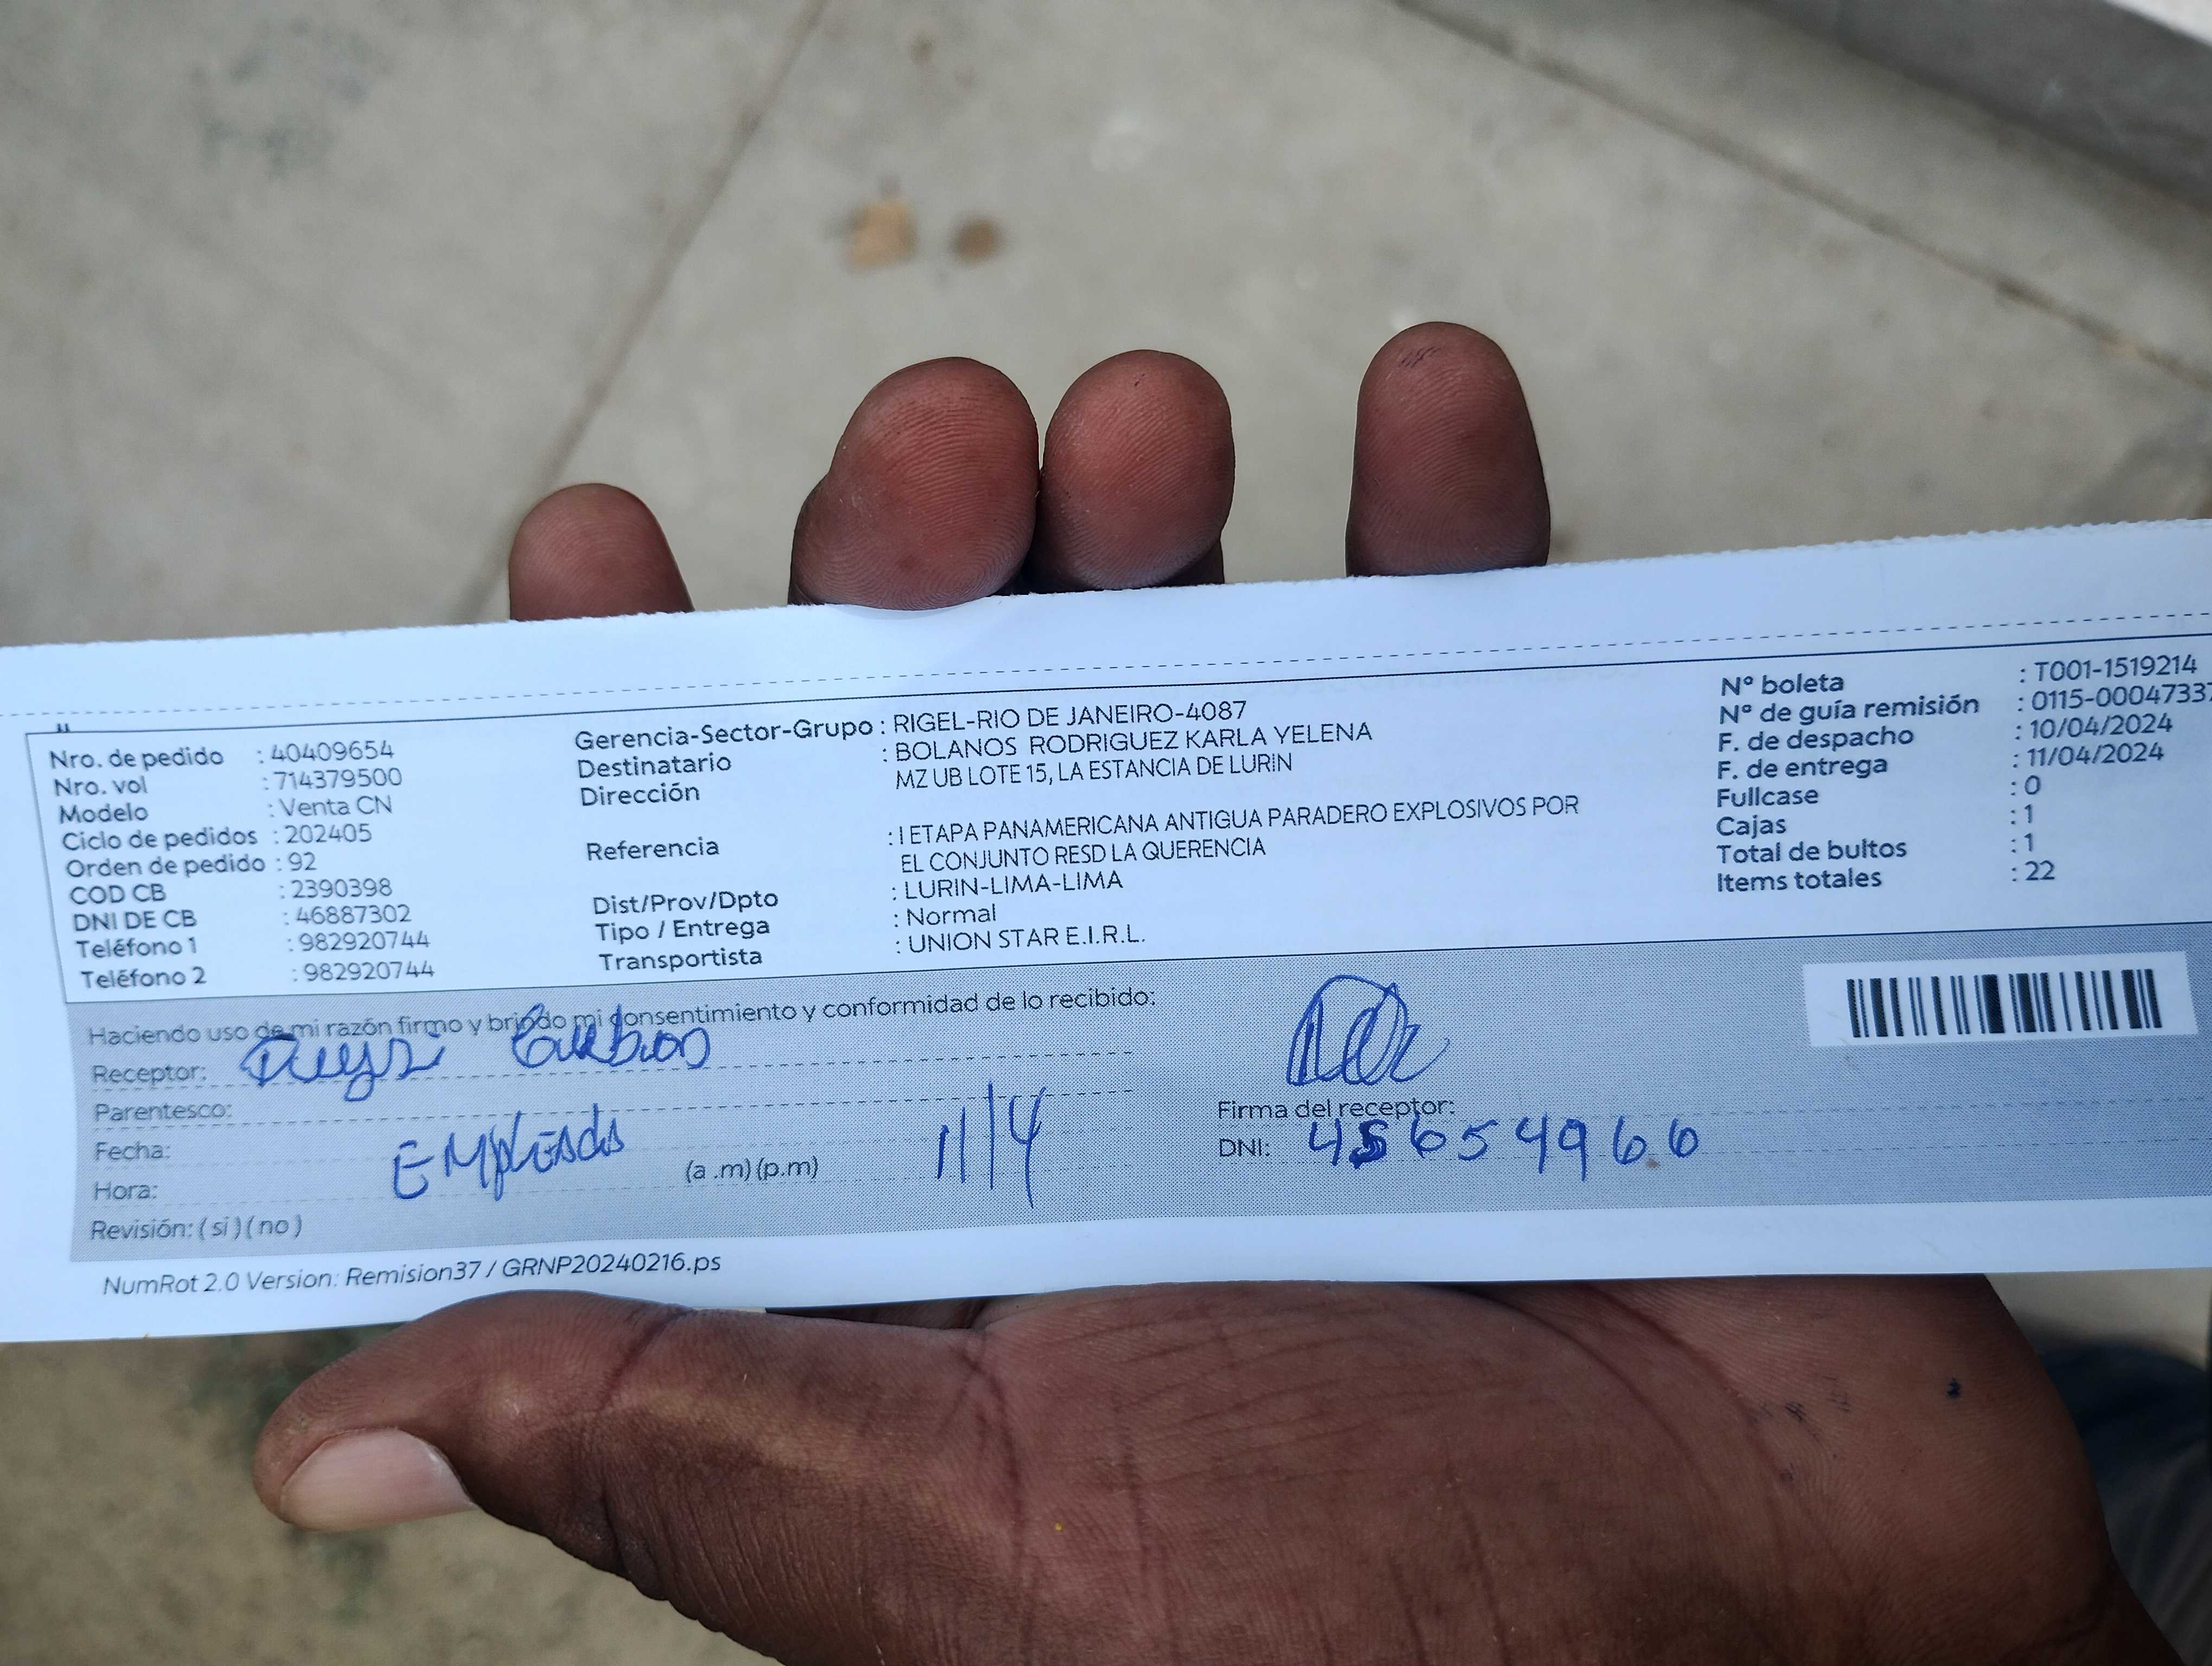 Nro. de pedido : 40409654
Nro. vol : 714379500
Modelo : Venta CN
Ciclo de pedidos : 202405
Orden de pedido : 92
COD CB : 2390398
DNI DE CB : 46887302
Teléfono 1 : 982920744
Teléfono 2 : 982920744
Gerencia-Sector-Grupo : RIGEL-RIO DE JANEIRO-4087
Destinatario : BOLANOS RODRIGUEZ KARLA YELENA
Dirección MZ UB LOTE 15, LA ESTANCIA DE LURIN
Referencia : I ETAPA PANAMERICANA ANTIGUA PARADERO EXPLOSIVOS POR
EL CONJUNTO RESD LA QUERENCIA
Dist/Prov/Dpto : LURIN-LIMA-LIMA
Tipo / Entrega : Normal
Transportista : UNION STAR E.I.R.L.
Nº boleta : T001-1519214
Nº de guía remisión : 0115-00047337
F. de despacho : 10/04/2024
F. de entrega : 11/04/2024
Fullcase : 0
Cajas : 1
Total de bultos : 1
Items totales : 22
Haciendo uso de mi razón firmo y brindo mi consentimiento y conformidad de lo recibido:
Receptor:
Parentesco:
Fecha: Empleada 11/4
Hora: (a .m) (p.m)
Revisión: ( si ) ( no )
Firma del receptor:
DNI: 45654966
NumRot 2.0 Version: Remision37 / GRNP20240216.ps